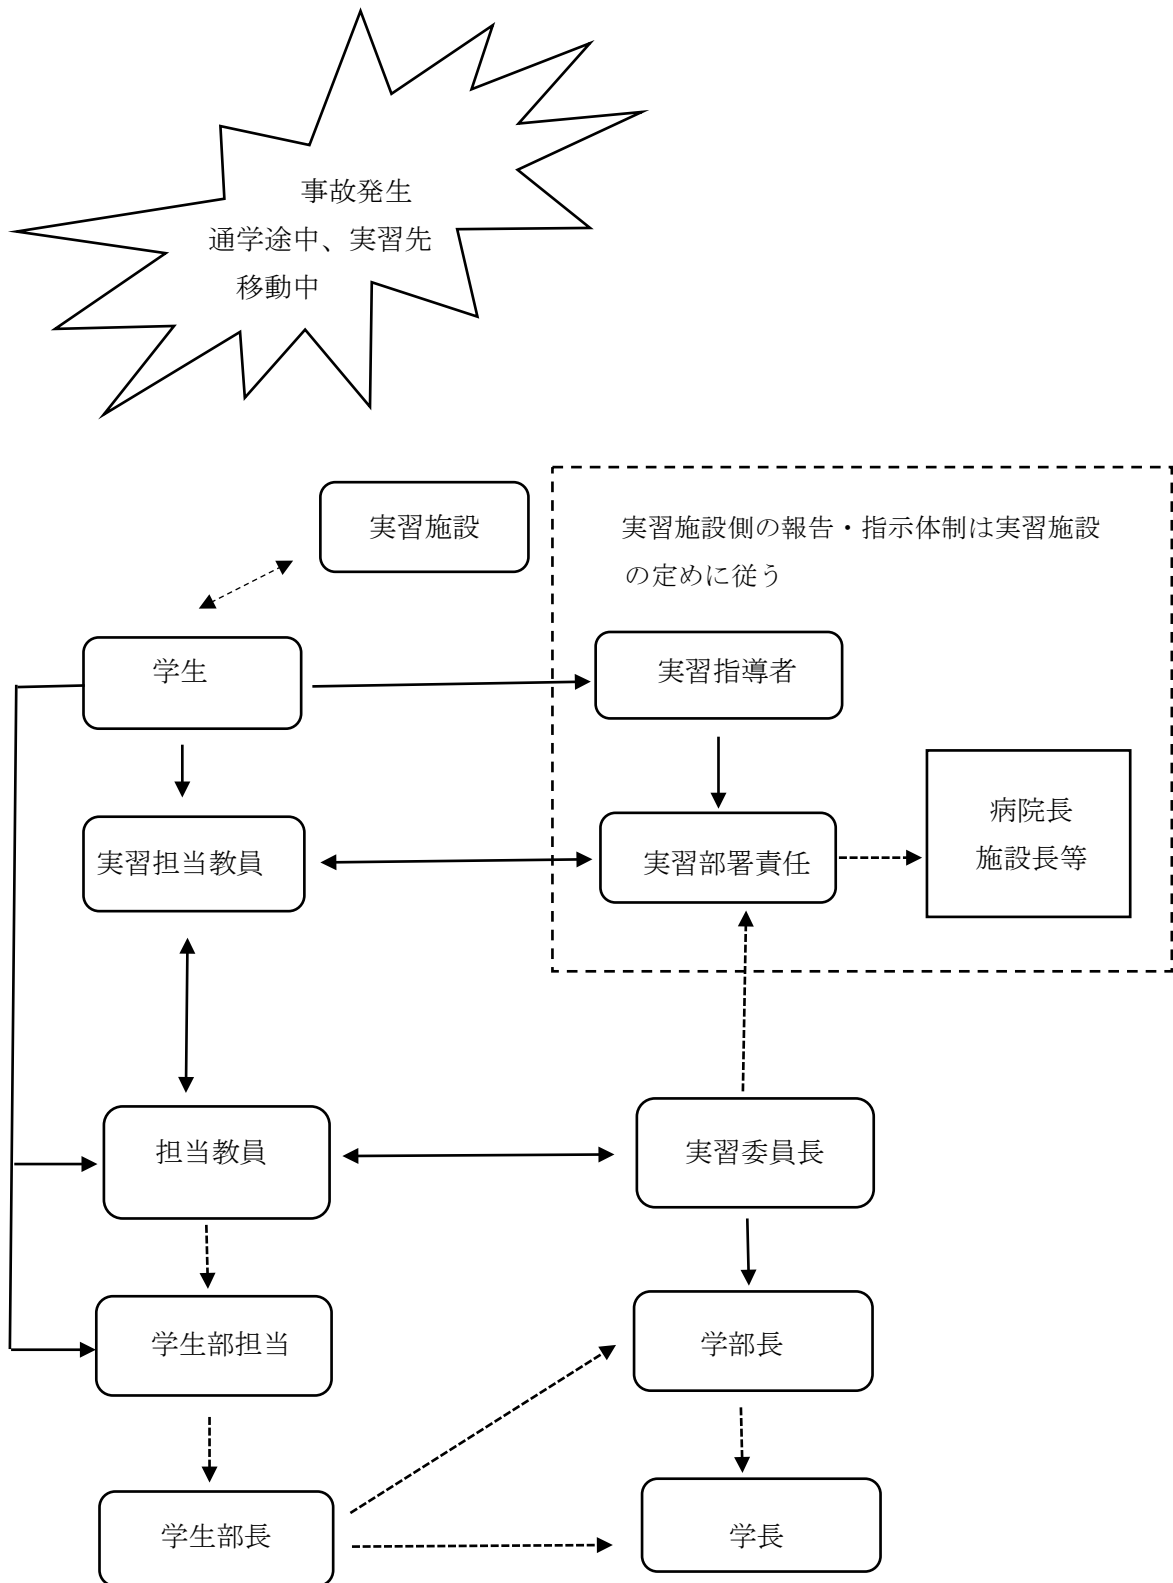 事故発生
通学途中、実習先
移動中
実習施設
実習施設側の報告・指示体制は実習施設
の定めに従う
学生
実習指導者
病院長
施設長等
実習担当教員
実習部署責任
担当教員
実習委員長
学生部担当
学部長
学生部長
学長